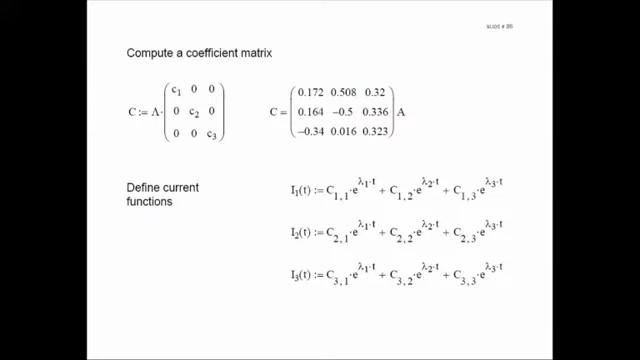 SLIDE # 86
Compute a coefficient matrix
C := Λ· ( c₁ 0 0
0 c₂ 0
0 0 c₃ )
C = ( 0.172 0.508 0.32
0.164 −0.5 0.336
−0.34 0.016 0.323 ) A
Define current
functions
I₁(t) := C₁,₁·e^(λ₁·t) + C₁,₂·e^(λ₂·t) + C₁,₃·e^(λ₃·t)
I₂(t) := C₂,₁·e^(λ₁·t) + C₂,₂·e^(λ₂·t) + C₂,₃·e^(λ₃·t)
I₃(t) := C₃,₁·e^(λ₁·t) + C₃,₂·e^(λ₂·t) + C₃,₃·e^(λ₃·t)